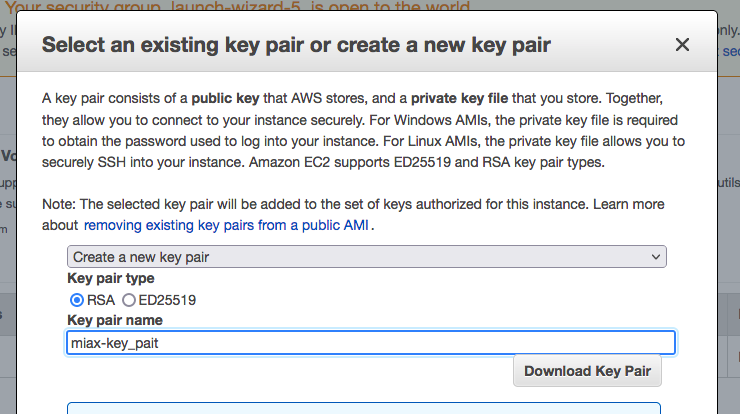 Your security group, launch-wizard-5, is open to the world
only.
Select an existing key pair or create a new key pair
A key pair consists of a public key that AWS stores, and a private key file that you store. Together,
they allow you to connect to your instance securely. For Windows AMIs, the private key file is required
to obtain the password used to log into your instance. For Linux AMIs, the private key file allows you to
securely SSH into your instance. Amazon EC2 supports ED25519 and RSA key pair types.
Note: The selected key pair will be added to the set of keys authorized for this instance. Learn more
about removing existing key pairs from a public AMI.
Create a new key pair
Key pair type
RSA ED25519
Key pair name
miax-key_pait
Download Key Pair